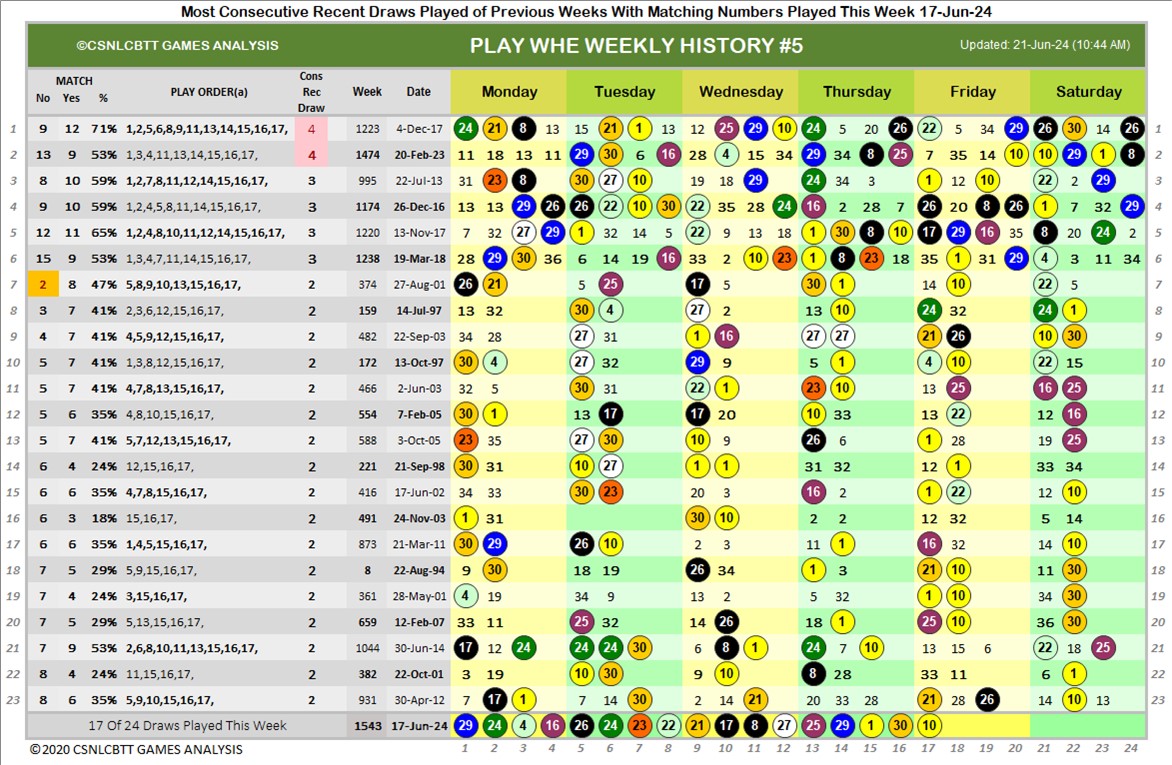 Most Consecutive Recent Draws Played of Previous Weeks With Matching Numbers Played This Week 17-Jun-24
©CSNLCBTT GAMES ANALYSIS PLAY WHE WEEKLY HISTORY #5 Updated: 21-Jun-24 (10:44 AM)
No MATCH Yes % PLAY ORDER(a) Cons Rec Draw Week Date Monday Tuesday Wednesday Thursday Friday Saturday
1 9 12 71% 1,2,5,6,8,9,11,13,14,15,16,17, 4 1223 4-Dec-17 24 21 8 13 15 21 1 13 12 25 29 10 24 5 20 26 22 5 34 29 26 30 14 26 1
2 13 9 53% 1,3,4,11,13,14,15,16,17, 4 1474 20-Feb-23 11 18 13 11 29 30 6 16 28 4 15 34 29 34 8 25 7 35 14 10 10 29 1 8 2
3 8 10 59% 1,2,7,8,11,12,14,15,16,17, 3 995 22-Jul-13 31 23 8 30 27 10 19 18 29 24 34 3 1 12 10 22 2 29 3
4 9 10 59% 1,2,4,5,8,11,14,15,16,17, 3 1174 26-Dec-16 13 13 29 26 26 22 10 30 22 35 28 24 16 2 28 7 26 20 8 26 1 7 32 29 4
5 12 11 65% 1,2,4,8,10,11,12,14,15,16,17, 3 1220 13-Nov-17 7 32 27 29 1 32 14 5 22 9 13 18 1 30 8 10 17 29 16 35 8 20 24 2 5
6 15 9 53% 1,3,4,7,11,14,15,16,17, 3 1238 19-Mar-18 28 29 30 36 6 14 19 16 33 2 10 23 1 8 23 18 35 1 31 29 4 3 11 34 6
7 2 8 47% 5,8,9,10,13,15,16,17, 2 374 27-Aug-01 26 21 5 25 17 5 30 1 14 10 22 5 7
8 3 7 41% 2,3,6,12,15,16,17, 2 159 14-Jul-97 13 32 30 4 27 2 13 10 24 32 24 1 8
9 4 7 41% 4,5,9,12,15,16,17, 2 482 22-Sep-03 34 28 27 31 1 16 27 27 21 26 10 30 9
10 5 7 41% 1,3,8,12,15,16,17, 2 172 13-Oct-97 30 4 27 32 29 9 5 1 4 10 22 15 10
11 5 7 41% 4,7,8,13,15,16,17, 2 466 2-Jun-03 32 5 30 31 22 1 23 10 13 25 16 25 11
12 5 6 35% 4,8,10,15,16,17, 2 554 7-Feb-05 30 1 13 17 17 20 10 33 13 22 12 16 12
13 5 7 41% 5,7,12,13,15,16,17, 2 588 3-Oct-05 23 35 27 30 10 9 26 6 1 28 19 25 13
14 6 4 24% 12,15,16,17, 2 221 21-Sep-98 30 31 10 27 1 1 31 32 12 1 33 34 14
15 6 6 35% 4,7,8,15,16,17, 2 416 17-Jun-02 34 33 30 23 20 3 16 2 1 22 12 10 15
16 6 3 18% 15,16,17, 2 491 24-Nov-03 1 31 30 10 2 2 12 32 5 14 16
17 6 6 35% 1,4,5,15,16,17, 2 873 21-Mar-11 30 29 26 10 2 3 11 1 16 32 14 10 17
18 7 5 29% 5,9,15,16,17, 2 8 22-Aug-94 9 30 18 19 26 34 1 3 21 10 11 30 18
19 7 4 24% 3,15,16,17, 2 361 28-May-01 4 19 34 9 13 2 5 32 1 10 34 30 19
20 7 5 29% 5,13,15,16,17, 2 659 12-Feb-07 33 11 25 32 14 26 18 1 25 10 36 30 20
21 7 9 53% 2,6,8,10,11,13,15,16,17, 2 1044 30-Jun-14 17 12 24 24 24 30 6 8 1 24 7 10 13 15 6 22 18 25 21
22 8 4 24% 11,15,16,17, 2 382 22-Oct-01 3 19 10 30 9 10 8 28 33 11 6 1 22
23 8 6 35% 5,9,10,15,16,17, 2 931 30-Apr-12 7 17 1 7 14 30 2 14 21 20 33 28 21 28 26 14 10 13 23
17 Of 24 Draws Played This Week 1543 17-Jun-24 29 24 4 16 26 24 23 22 21 17 8 27 25 29 1 30 10
©2020 CSNLCBTT GAMES ANALYSIS 1 2 3 4 5 6 7 8 9 10 11 12 13 14 15 16 17 18 19 20 21 22 23 24